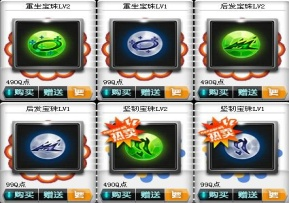 重生宝珠LV2 重生宝珠LV1 后发宝珠LV2
490Q点 99Q点 490Q点
购买 赠送 购买 赠送 购买 赠送
后发宝珠LV1 坚韧宝珠LV2 坚韧宝珠LV1
热卖 热卖
99Q点 490Q点 99Q点
购买 赠送 购买 赠送 购买 赠送